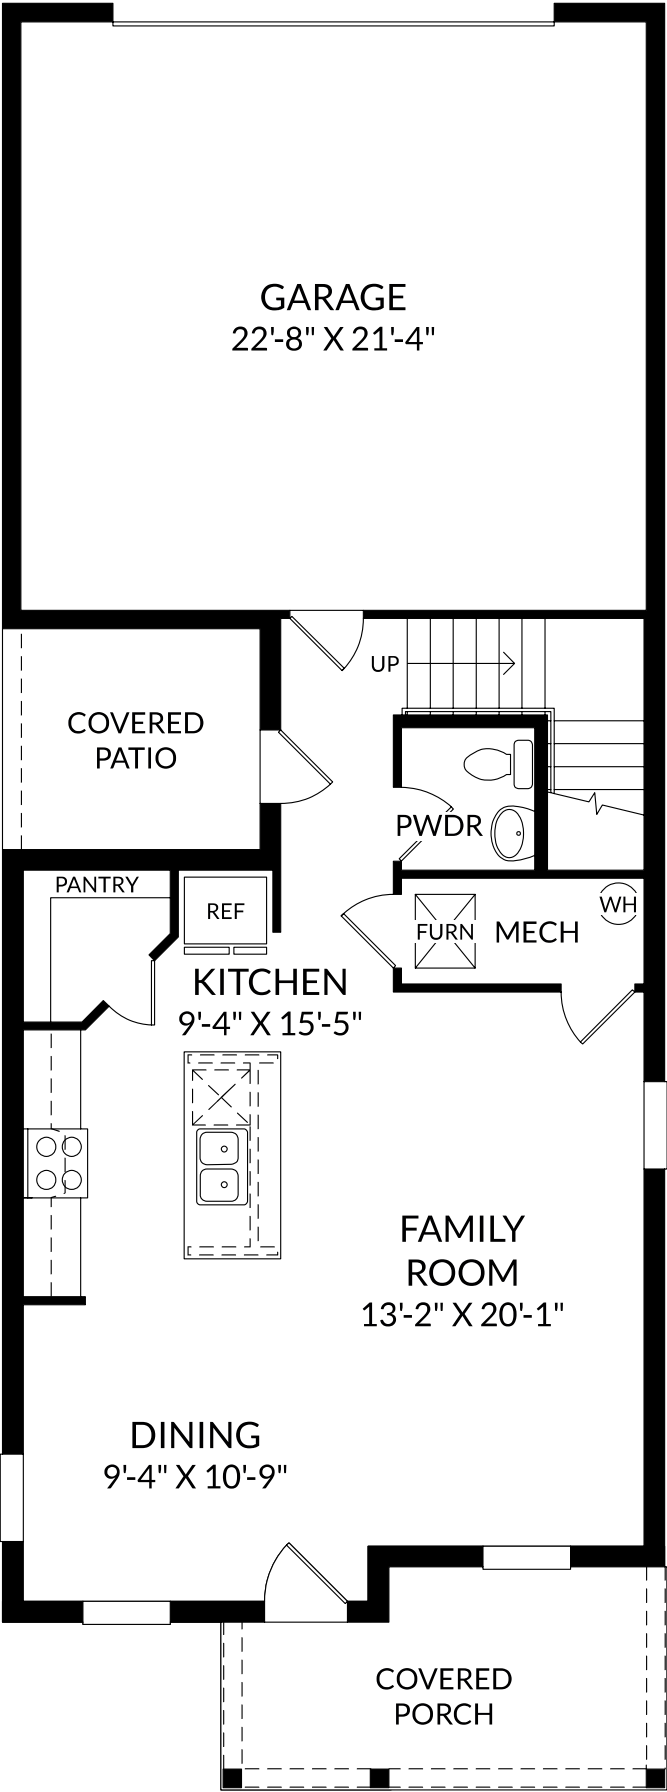 GARAGE
22'-8" X 21'-4"
UP
COVERED
PATIO
PWDR
PANTRY
REF
WH
FURN
MECH
KITCHEN
9'-4" X 15'-5"
FAMILY
ROOM
13'-2" X 20'-1"
DINING
9'-4" X 10'-9"
COVERED
PORCH